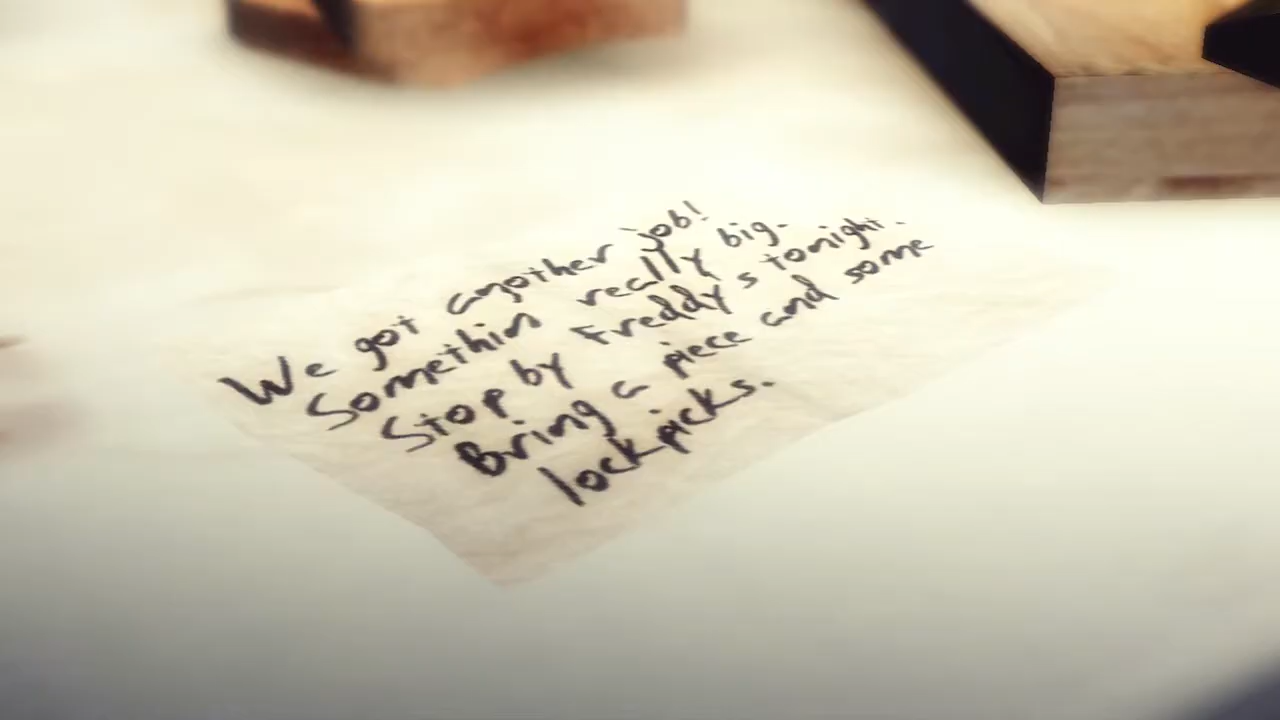 We got another job!
Somethin really big.
Stop by Freddy's tonight.
Bring a piece and some
lockpicks.